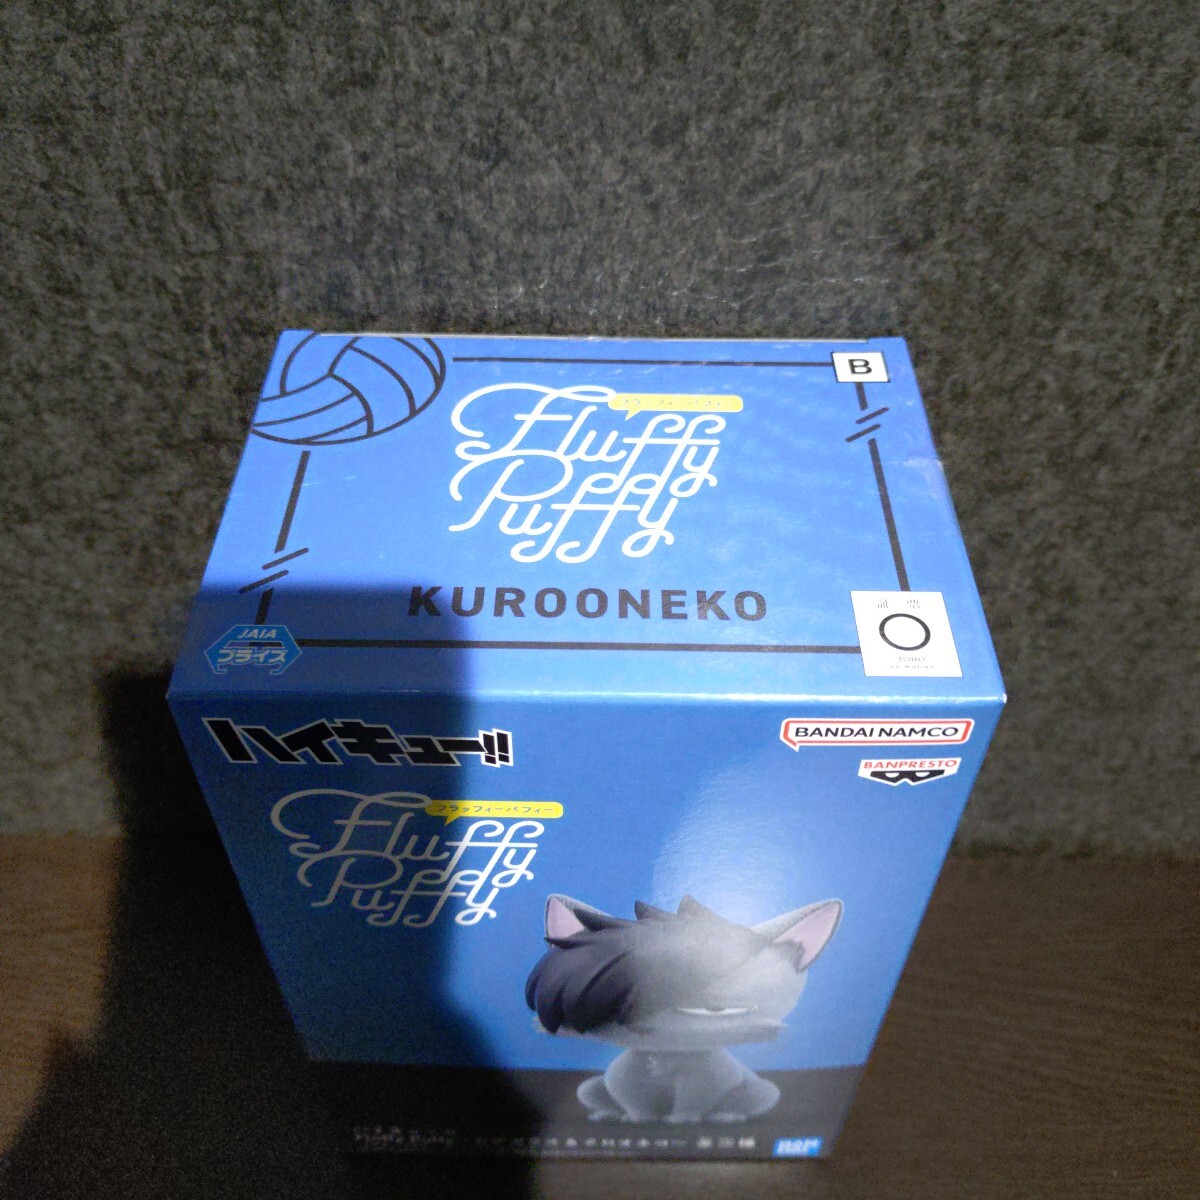 B
フラッフィーパフィー
Fluffy
Puffy
KUROONEKO
TOHO
JAIA
プライズ
ハイキュー!!
BANDAI NAMCO
BANPRESTO
フラッフィーパフィー
Fluffy
Puffy